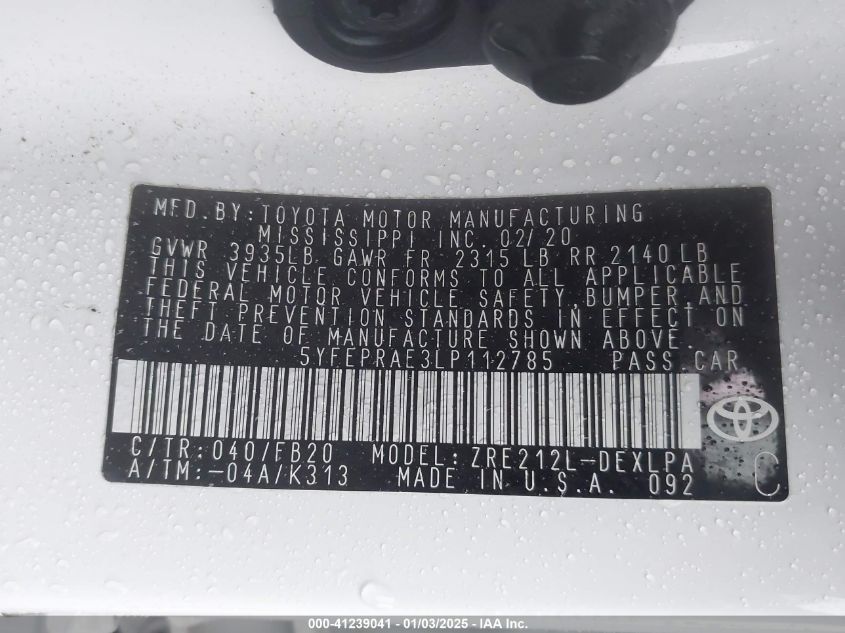 MFD. BY: TOYOTA MOTOR MANUFACTURING
MISSISSIPPI INC. 02/20
GVWR 3935LB GAWR FR 2315 LB RR 2140 LB
THIS VEHICLE CONFORMS TO ALL APPLICABLE
FEDERAL MOTOR VEHICLE SAFETY, BUMPER, AND
THEFT PREVENTION STANDARDS IN EFFECT ON
THE DATE OF MANUFACTURE SHOWN ABOVE.
5YFEPRAE3LP112785 PASS. CAR
C/TR: 040/FB20 MODEL: ZRE212L-DEXLPA
A/TM: -04A/K313 MADE IN U.S.A. 092 C
000-41239041 - 01/03/2025 - IAA Inc.